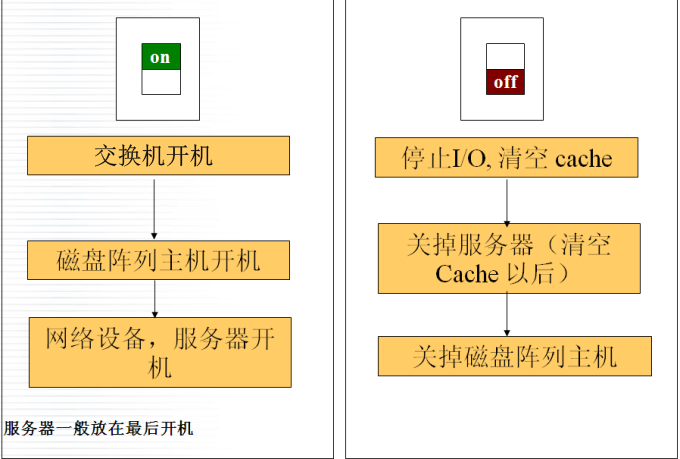 on
交换机开机
磁盘阵列主机开机
网络设备，服务器开
机
服务器一般放在最后开机
off
停止I/O, 清空 cache
关掉服务器（清空
Cache 以后）
关掉磁盘阵列主机